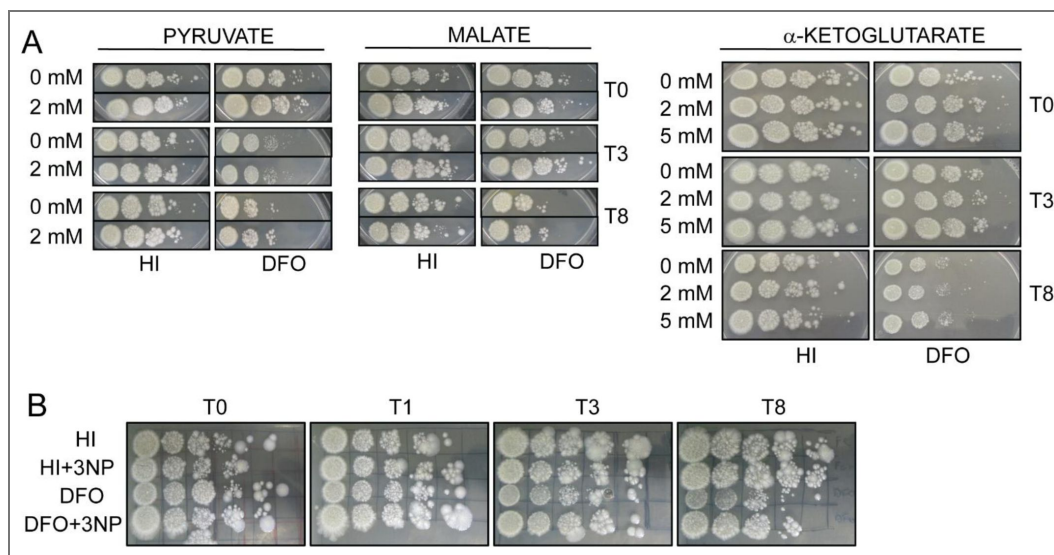 A
PYRUVATE
MALATE
α-KETOGLUTARATE
0 mM
2 mM
T0
0 mM
2 mM
T3
0 mM
2 mM
T8
HI
DFO
HI
DFO
0 mM
2 mM
5 mM
T0
0 mM
2 mM
5 mM
T3
0 mM
2 mM
5 mM
T8
HI
DFO
B
T0
T1
T3
T8
HI
HI+3NP
DFO
DFO+3NP